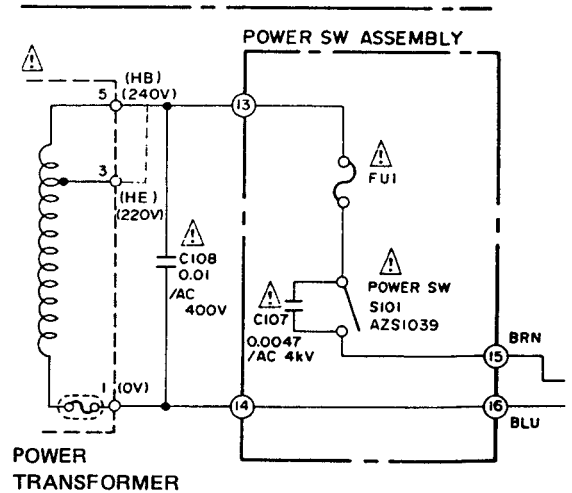 POWER SW ASSEMBLY
!
(HB)
5
(240V)
13
3
(HE)
(220V)
!
FU1
!
C108
0.01
/AC
400V
!
C107
0.0047
/AC 4kV
!
POWER SW
S101
AZS1039
BRN
15
1
(0V)
14
16
BLU
POWER
TRANSFORMER